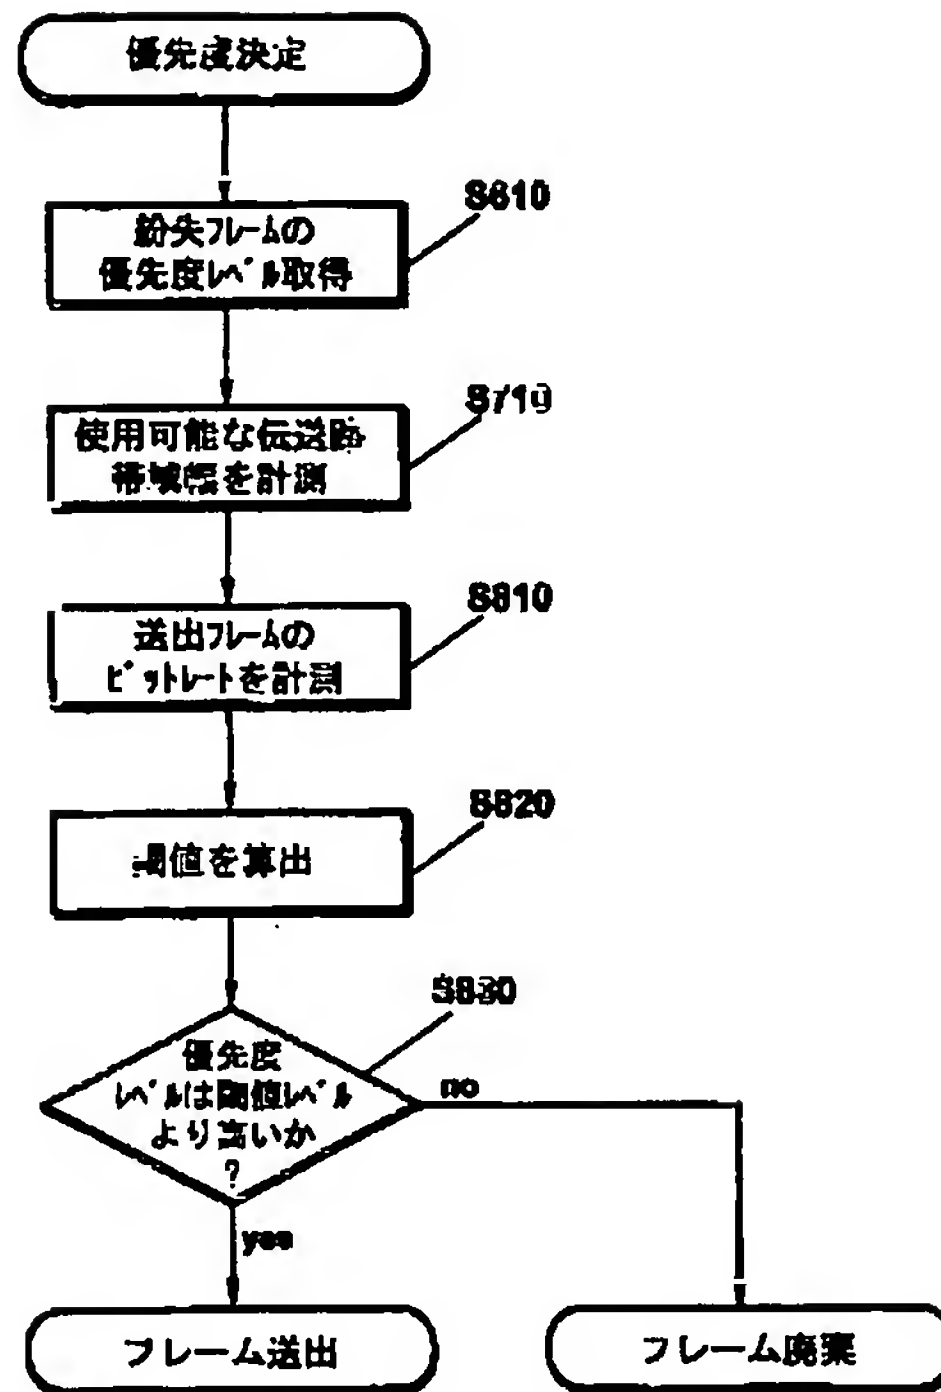 優先度決定
S610
紛失フレームの
優先度レベル取得
S710
使用可能な伝送路
帯域幅を計測
S810
送出フレームの
ビットレートを計測
S820
閾値を算出
S830
優先度
レベルは閾値レベル
より高いか
?
no
yes
フレーム送出
フレーム廃棄